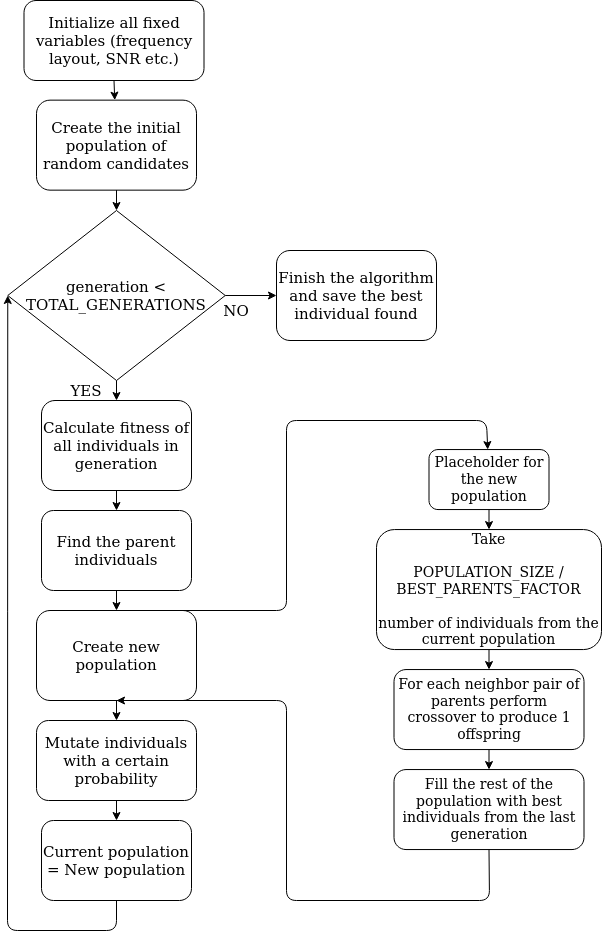 Initialize all fixed
variables (frequency
layout, SNR etc.)
Create the initial
population of
random candidates
generation <
TOTAL_GENERATIONS
NO
Finish the algorithm
and save the best
individual found
YES
Calculate fitness of
all individuals in
generation
Find the parent
individuals
Create new
population
Mutate individuals
with a certain
probability
Current population
= New population
Placeholder for
the new
population
Take
POPULATION_SIZE /
BEST_PARENTS_FACTOR
number of individuals from the
current population
For each neighbor pair of
parents perform
crossover to produce 1
offspring
Fill the rest of the
population with best
individuals from the last
generation